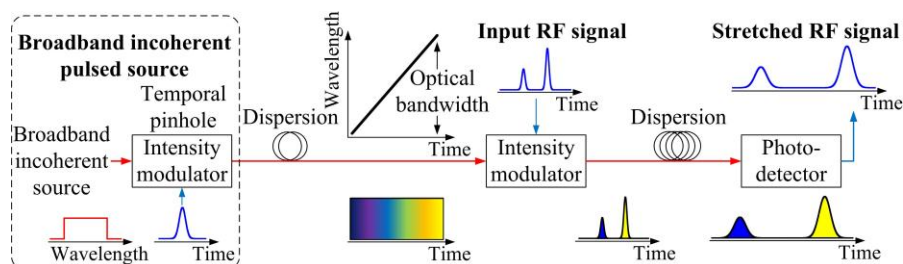 Broadband incoherent
pulsed source
Temporal
pinhole
Broadband
incoherent
source
Intensity
modulator
Wavelength
Time
Dispersion
Wavelength
Optical
bandwidth
Time
Time
Input RF signal
Time
Intensity
modulator
Time
Dispersion
Stretched RF signal
Time
Photo-
detector
Time